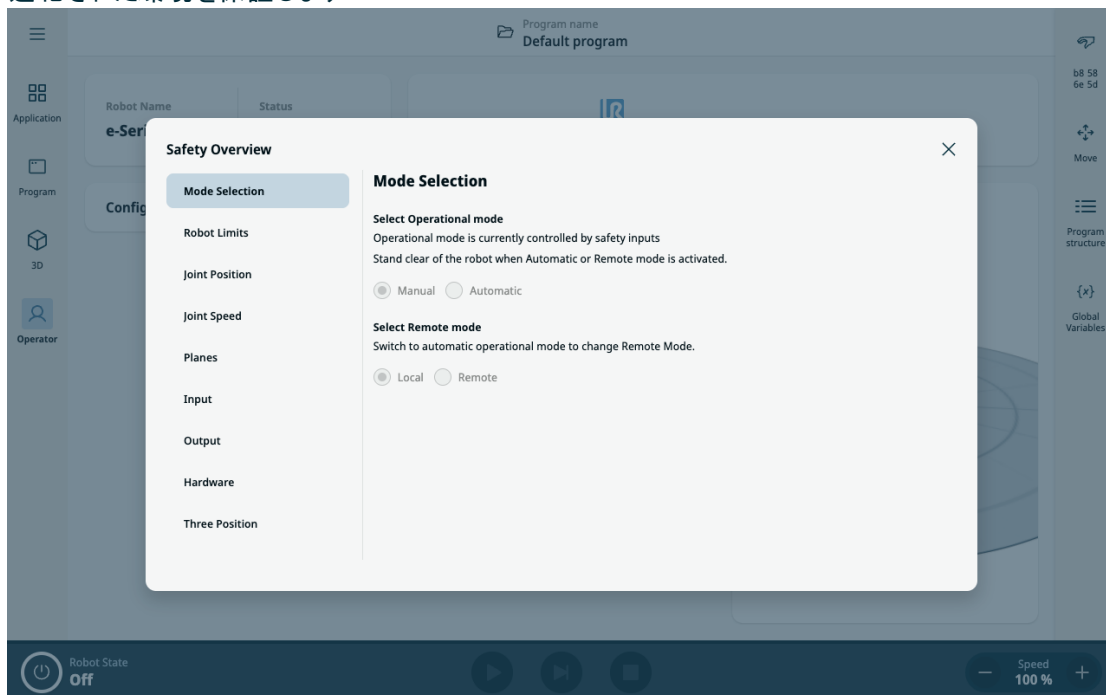 Program name
Default program
b8 58
6e 5d
Application
Robot Name
Status
e-Seri
Move
Safety Overview
Program
Mode Selection
Mode Selection
Config
Select Operational mode
Operational mode is currently controlled by safety inputs
Robot Limits
Program
structure
Stand clear of the robot when Automatic or Remote mode is activated.
3D
Joint Position
Manual
Automatic
Joint Speed
Global
Variables
{x}
Operator
Select Remote mode
Switch to automatic operational mode to change Remote Mode.
Planes
Local
Remote
Input
Output
Hardware
Three Position
Robot State
Off
Speed
100 %